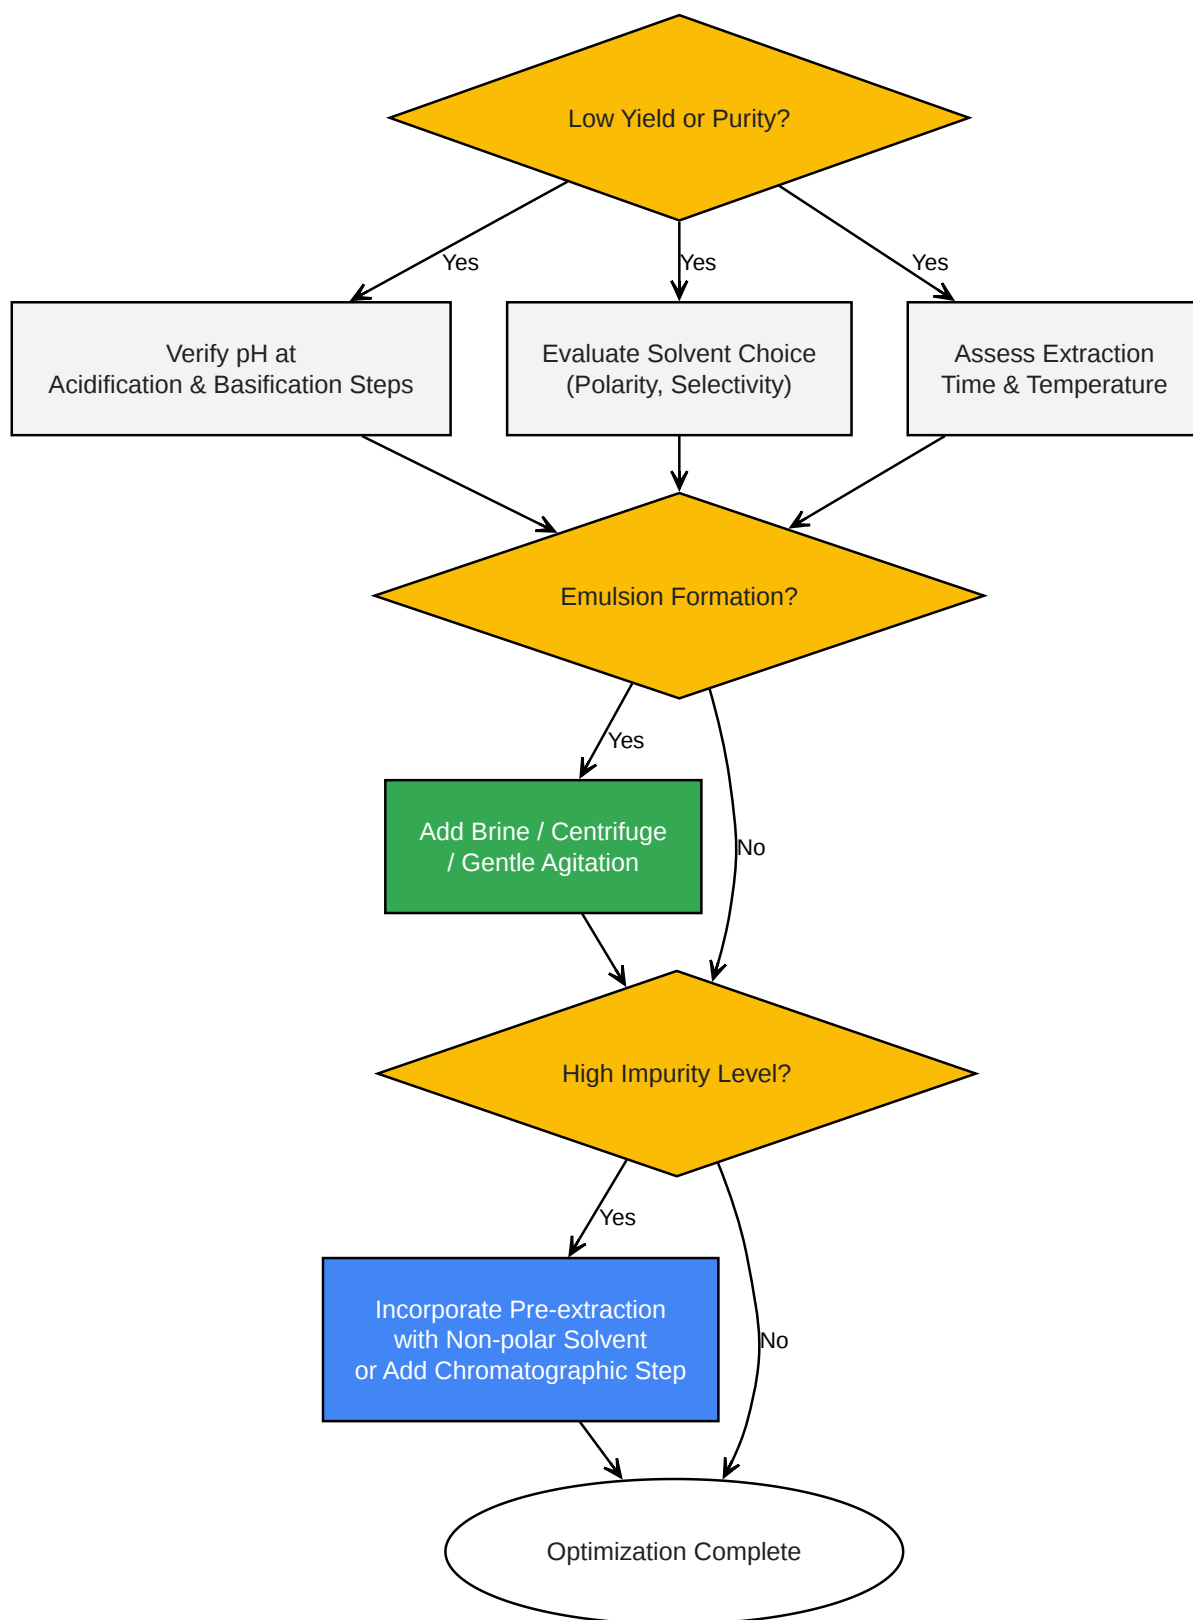 Low Yield or Purity?
Yes
Yes
Yes
Verify pH at
Acidification & Basification Steps
Evaluate Solvent Choice
(Polarity, Selectivity)
Assess Extraction
Time & Temperature
Emulsion Formation?
Yes
Add Brine / Centrifuge
/ Gentle Agitation
No
High Impurity Level?
Yes
Incorporate Pre-extraction
with Non-polar Solvent
or Add Chromatographic Step
No
Optimization Complete